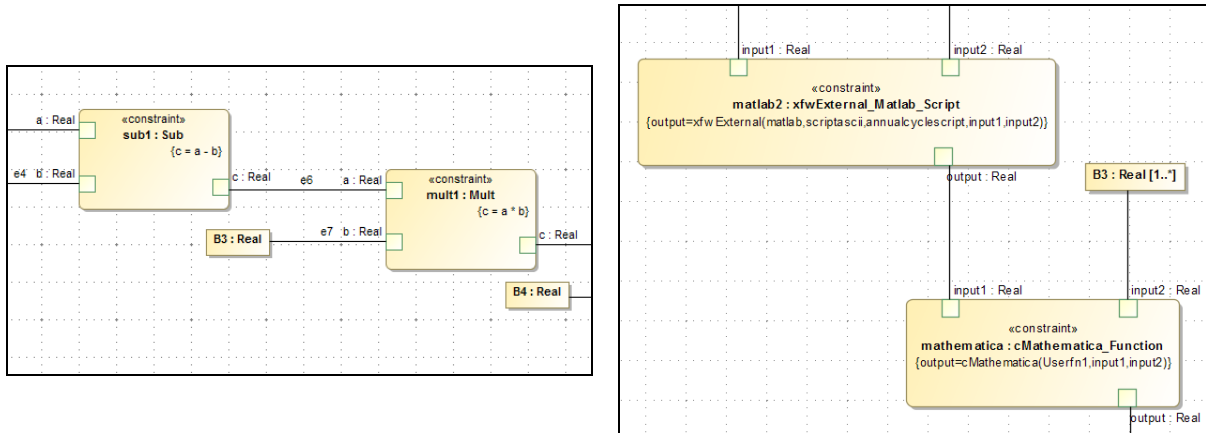 a : Real
«constraint»
sub1 : Sub
{c = a - b}
e4 b : Real
c : Real
e6
a : Real
«constraint»
mult1 : Mult
{c = a * b}
B3 : Real
e7 b : Real
c : Real
B4 : Real
input1 : Real
input2 : Real
«constraint»
matlab2 : xfwExternal_Matlab_Script
{output=xfwExternal(matlab,scriptascii,annualcyclescript,input1,input2)}
output : Real
B3 : Real [1..*]
input1 : Real
input2 : Real
«constraint»
mathematica : cMathematica_Function
{output=cMathematica(Userfn1,input1,input2)}
output : Real